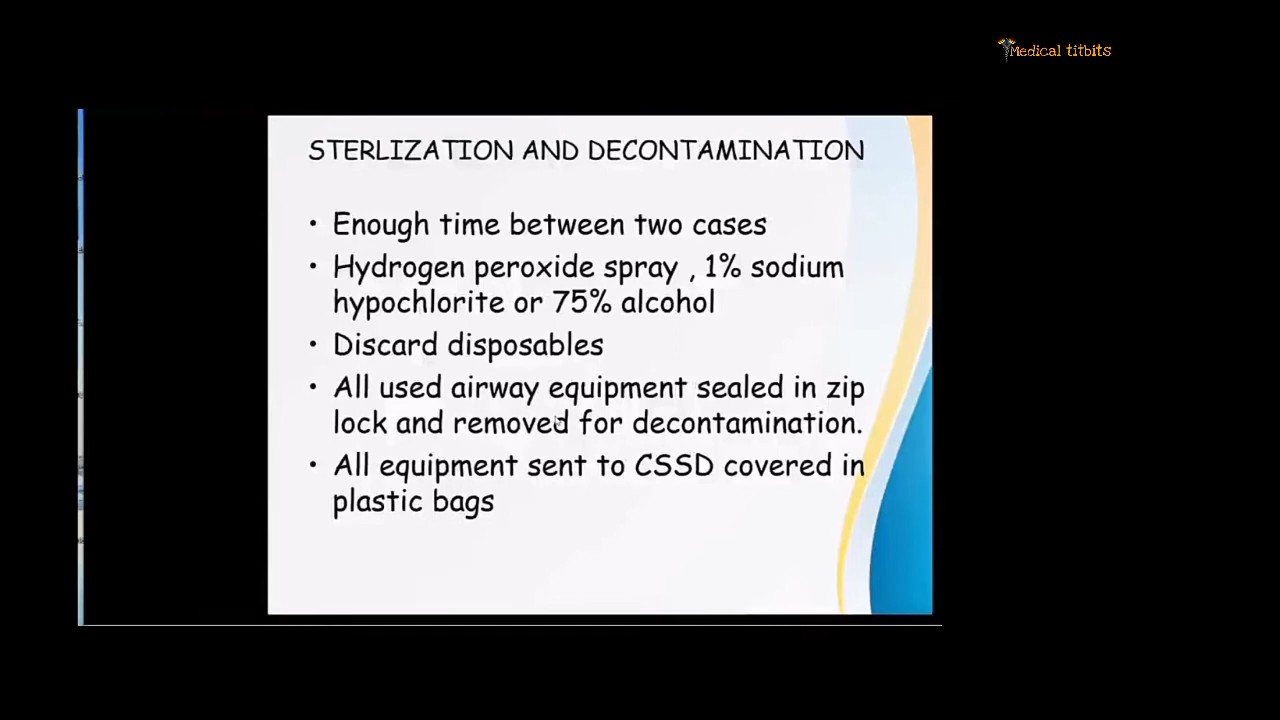 Medical titbits
STERLIZATION AND DECONTAMINATION
• Enough time between two cases
• Hydrogen peroxide spray , 1% sodium
hypochlorite or 75% alcohol
• Discard disposables
• All used airway equipment sealed in zip
lock and removed for decontamination.
• All equipment sent to CSSD covered in
plastic bags